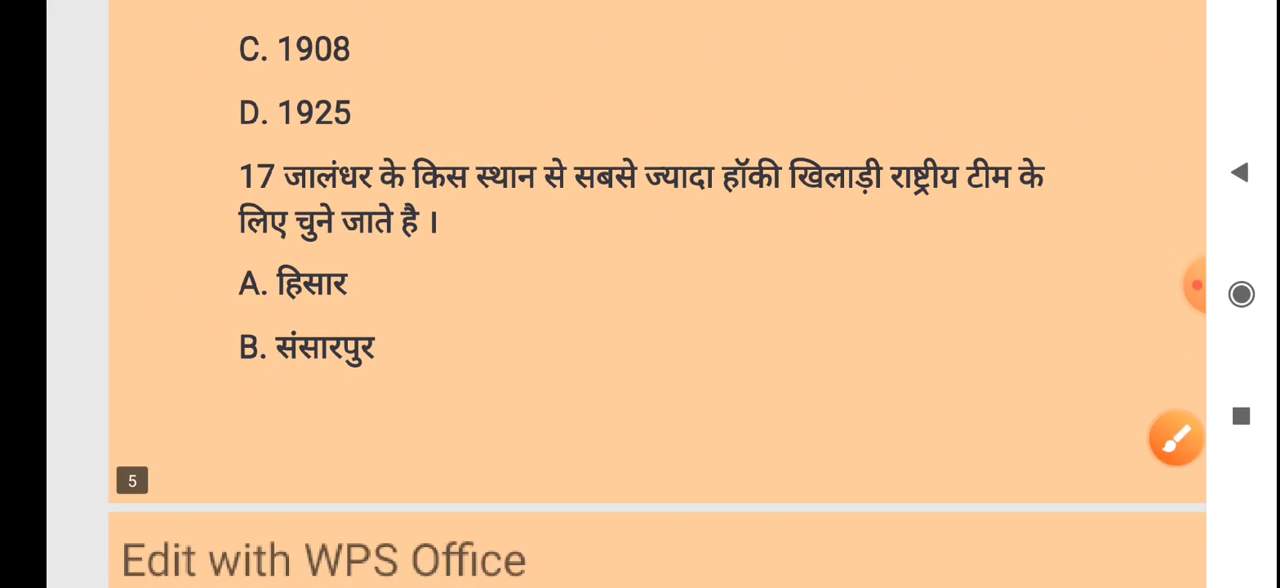 C. 1908
D. 1925
17 जालंधर के किस स्थान से सबसे ज्यादा हॉकी खिलाड़ी राष्ट्रीय टीम के
लिए चुने जाते है ।
A. हिसार
B. संसारपुर
5
Edit with WPS Office